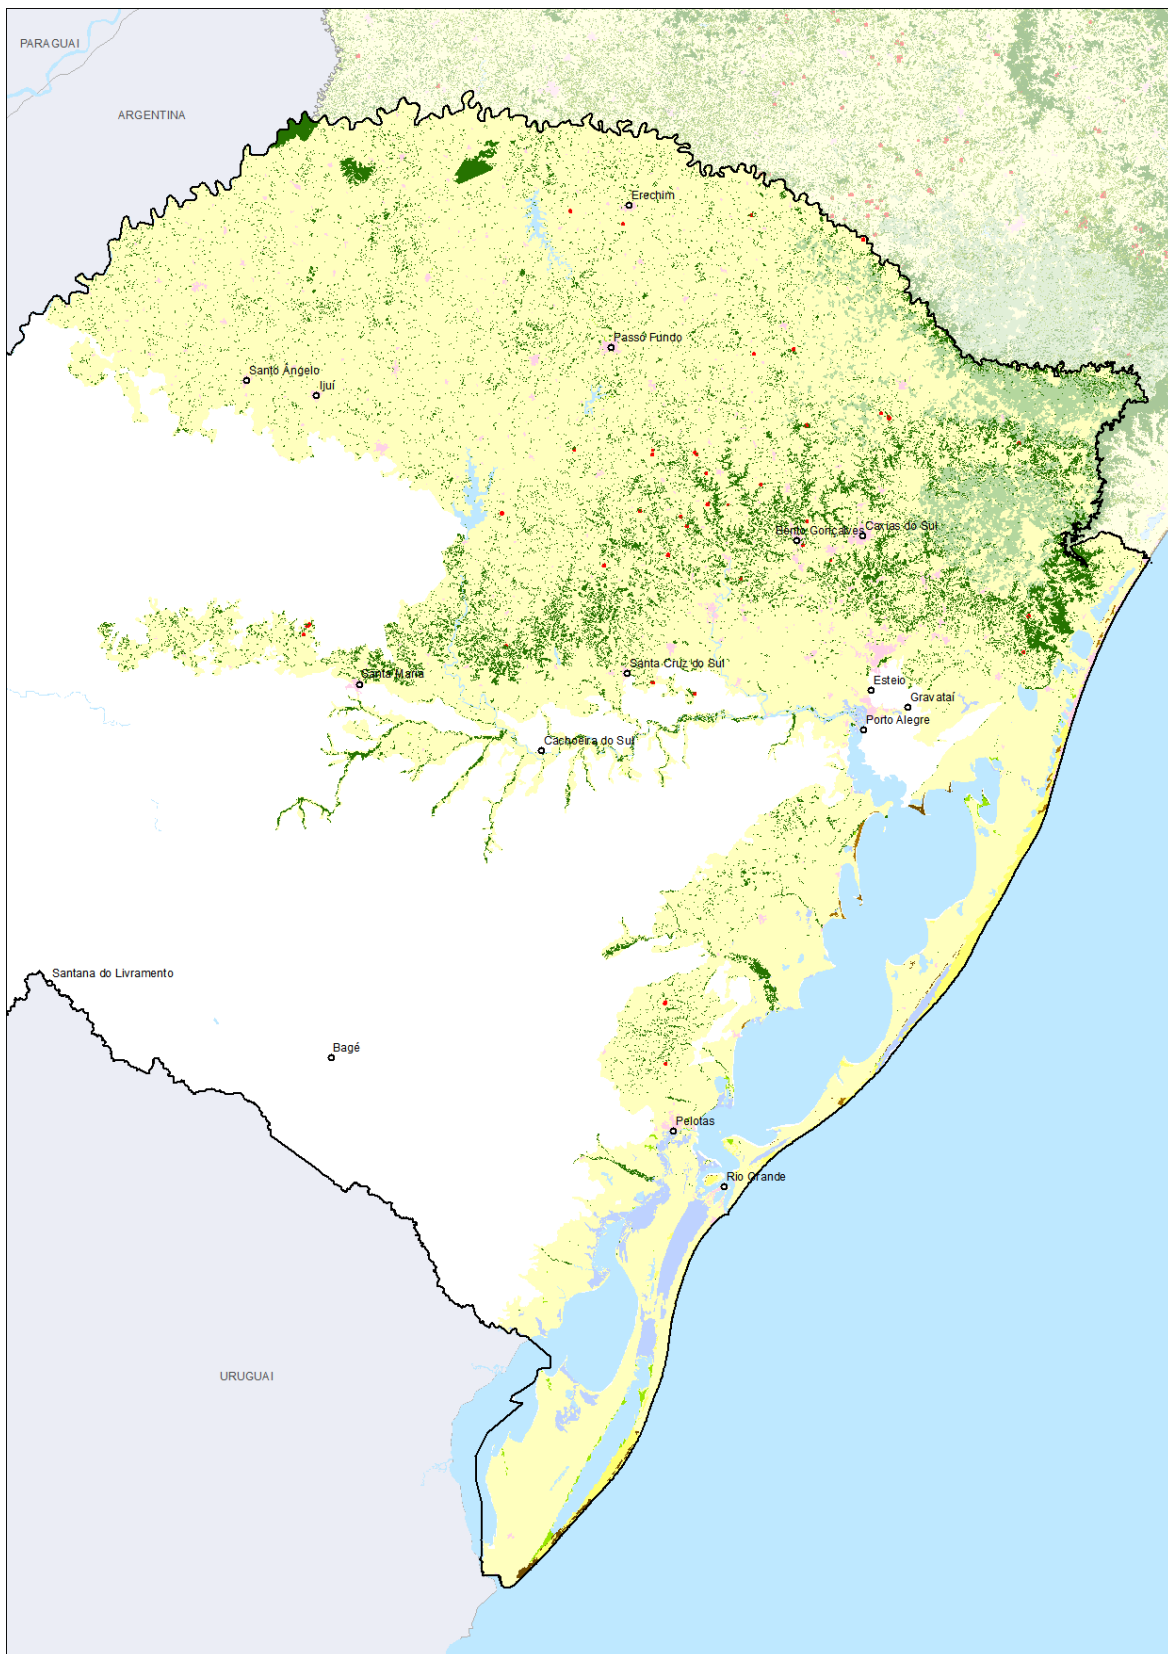 PARAGUAI
ARGENTINA
Erechim
Passo Fundo
Santo Ângelo
Ijuí
Bento Gonçalves
Caxias do Sul
Santa Maria
Santa Cruz do Sul
Esteio
Gravataí
Porto Alegre
Cachoeira do Sul
Santana do Livramento
Bagé
Pelotas
Rio Grande
URUGUAI